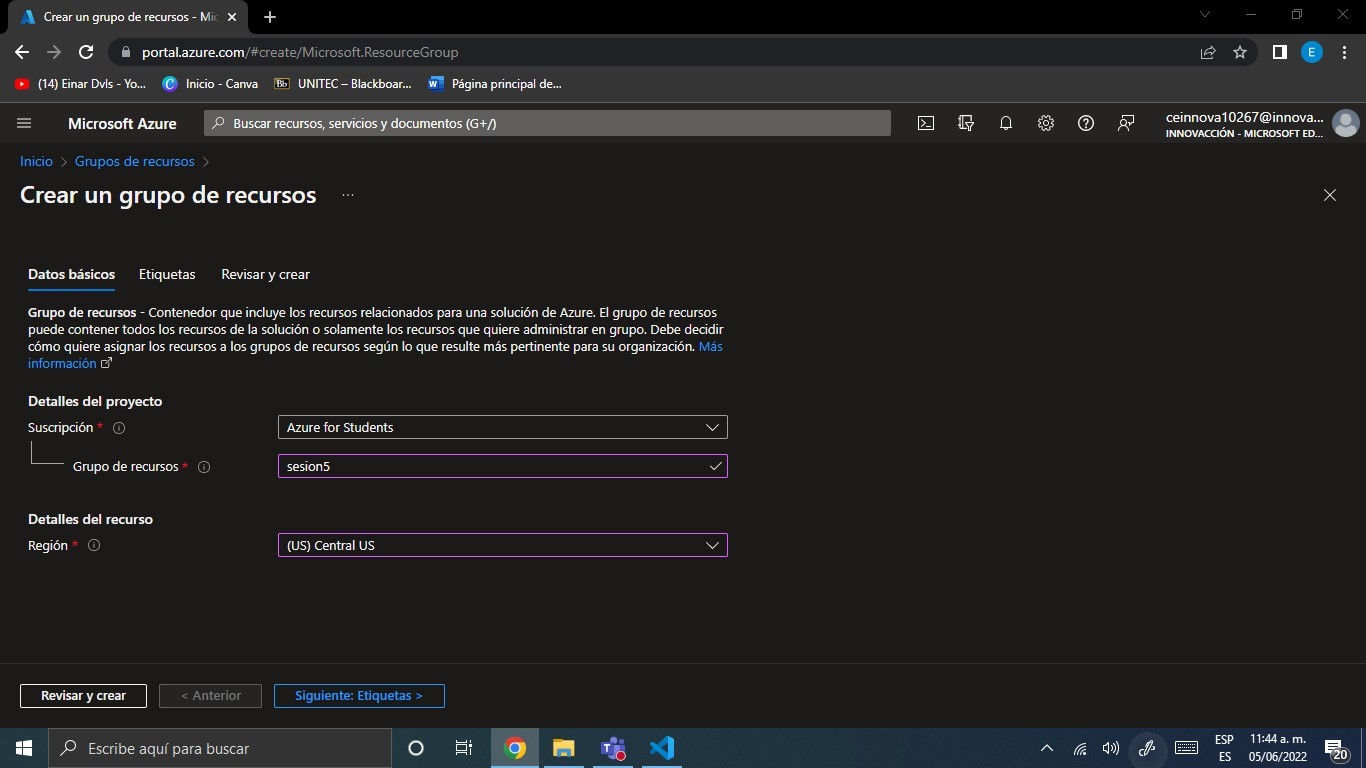 Crear un grupo de recursos - Mic
portal.azure.com/#create/Microsoft.ResourceGroup
E
(14) Einar Dvls - Yo...
Inicio - Canva
Bb
UNITEC – Blackboar...
Página principal de...
Microsoft Azure
Buscar recursos, servicios y documentos (G+/)
ceinnova10267@innova...
INNOVACCIÓN - MICROSOFT ED...
Inicio > Grupos de recursos >
Crear un grupo de recursos ...
Datos básicos Etiquetas Revisar y crear
Grupo de recursos - Contenedor que incluye los recursos relacionados para una solución de Azure. El grupo de recursos
puede contener todos los recursos de la solución o solamente los recursos que quiere administrar en grupo. Debe decidir
cómo quiere asignar los recursos a los grupos de recursos según lo que resulte más pertinente para su organización. Más
información
Detalles del proyecto
Suscripción *
Azure for Students
Grupo de recursos *
sesion5
Detalles del recurso
Región *
(US) Central US
Revisar y crear
< Anterior
Siguiente: Etiquetas >
Escribe aquí para buscar
ESP
ES
11:44 a. m.
05/06/2022
20